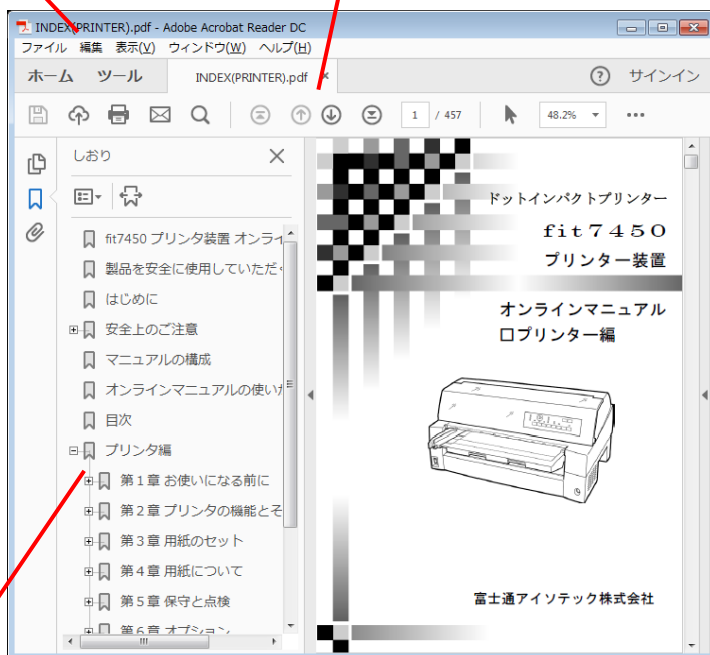 INDEX(PRINTER).pdf - Adobe Acrobat Reader DC
ファイル 編集 表示(V) ウィンドウ(W) ヘルプ(H)
ホーム ツール INDEX(PRINTER).pdf × ? サインイン
1 / 457 48.2%
しおり
fit7450 プリンタ装置 オンライ
製品を安全に使用していただ
はじめに
安全上のご注意
マニュアルの構成
オンラインマニュアルの使い
目次
プリンタ編
第1章 お使いになる前に
第2章 プリンタの機能とそ
第3章 用紙のセット
第4章 用紙について
第5章 保守と点検
第6章 オプション
ドットインパクトプリンター
fit7450
プリンター装置
オンラインマニュアル
口プリンター編
富士通アイソテック株式会社